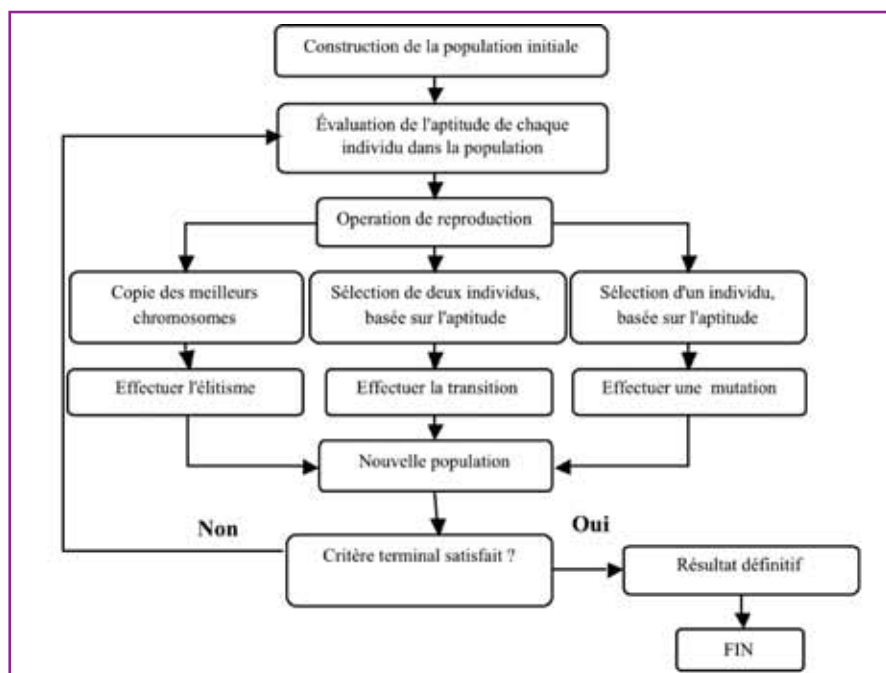 Construction de la population initiale
Évaluation de l'aptitude de chaque
individu dans la population
Operation de reproduction
Copie des meilleurs
chromosomes
Sélection de deux individus,
basée sur l'aptitude
Sélection d'un individu,
basée sur l'aptitude
Effectuer l'élitisme
Effectuer la transition
Effectuer une mutation
Nouvelle population
Non
Oui
Critère terminal satisfait ?
Résultat définitif
FIN